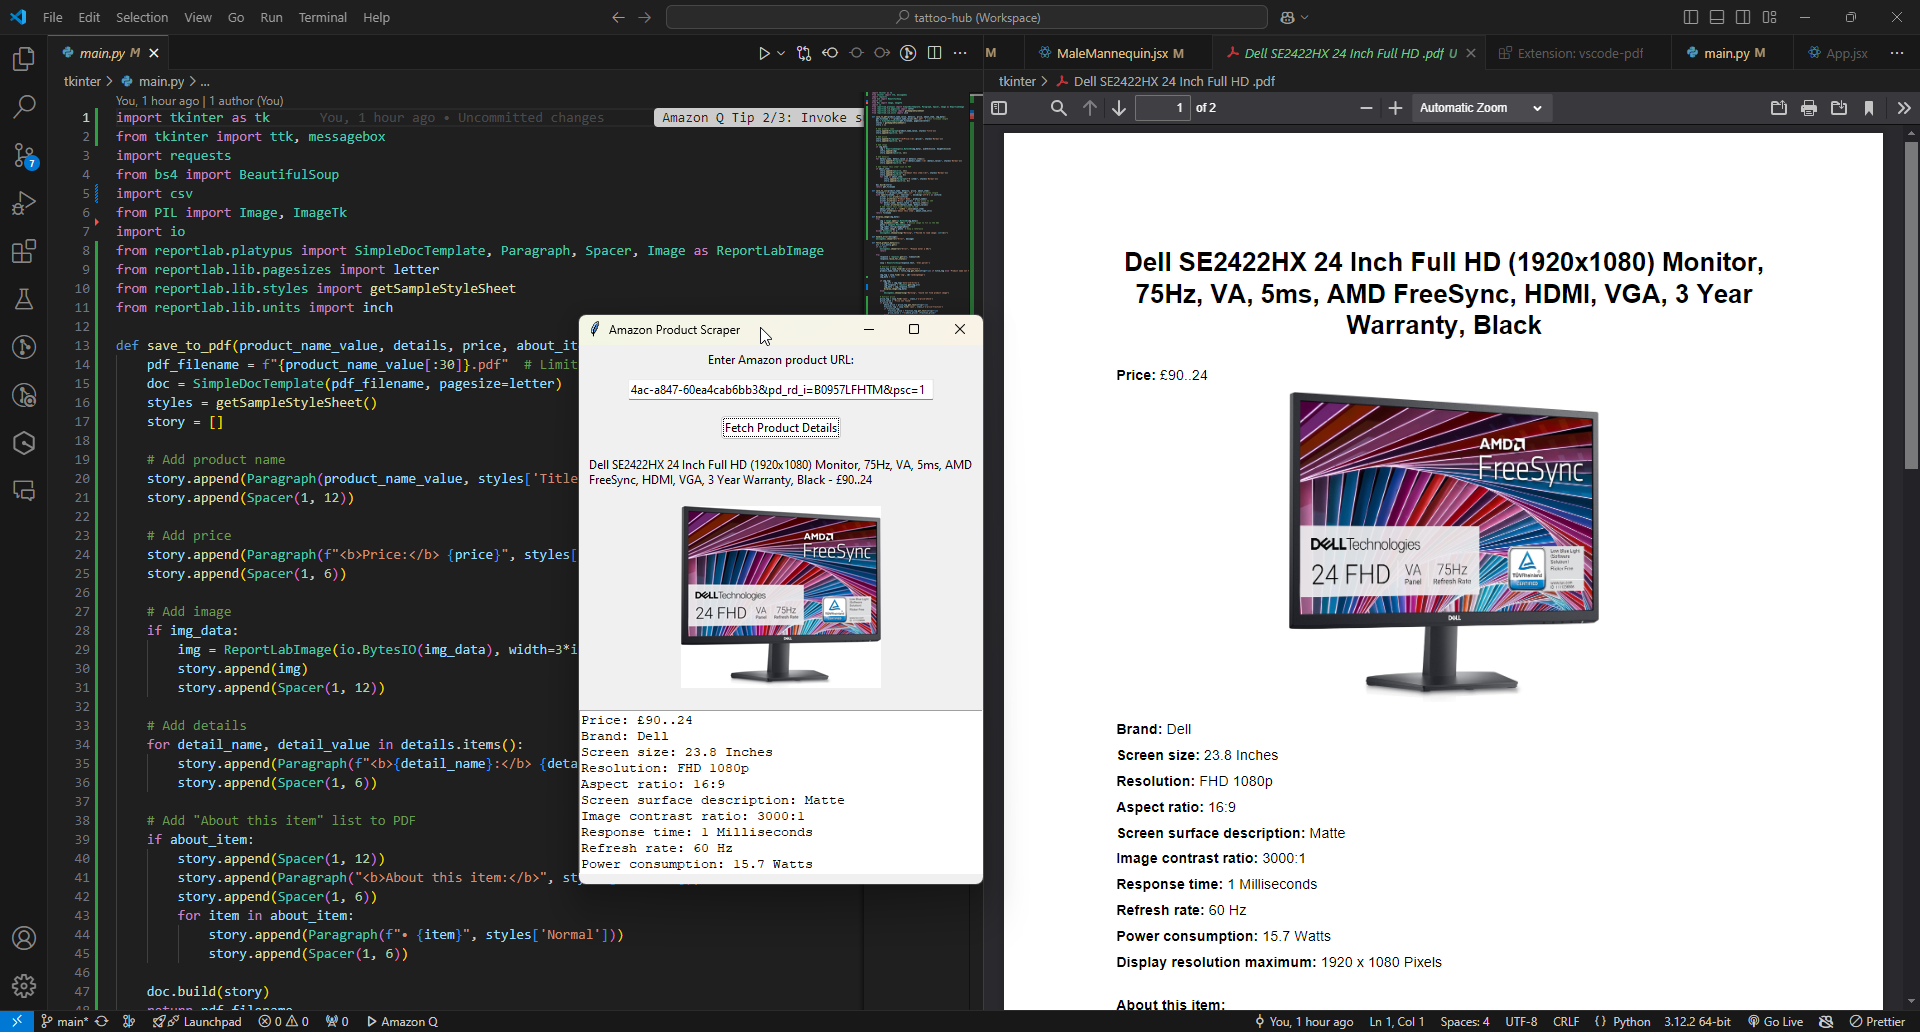 File Edit Selection View Go Run Terminal Help
tattoo-hub (Workspace)
main.py M
M MaleMannequin.jsx M Dell SE2422HX 24 Inch Full HD .pdf U Extension: vscode-pdf main.py M App.jsx
tkinter > main.py > ...
tkinter > Dell SE2422HX 24 Inch Full HD .pdf
You, 1 hour ago | 1 author (You)
1 of 2 Automatic Zoom
1 import tkinter as tk You, 1 hour ago • Uncommitted changes
Amazon Q Tip 2/3: Invoke s
2 from tkinter import ttk, messagebox
3 import requests
4 from bs4 import BeautifulSoup
5 import csv
6 from PIL import Image, ImageTk
7 import io
8 from reportlab.platypus import SimpleDocTemplate, Paragraph, Spacer, Image as ReportLabImage
9 from reportlab.lib.pagesizes import letter
10 from reportlab.lib.styles import getSampleStyleSheet
11 from reportlab.lib.units import inch
12
13 def save_to_pdf(product_name_value, details, price, about_it
14 pdf_filename = f"{product_name_value[:30]}.pdf" # Limit
15 doc = SimpleDocTemplate(pdf_filename, pagesize=letter)
16 styles = getSampleStyleSheet()
17 story = []
18
19 # Add product name
20 story.append(Paragraph(product_name_value, styles['Title
21 story.append(Spacer(1, 12))
22
23 # Add price
24 story.append(Paragraph(f"<b>Price:</b> {price}", styles[
25 story.append(Spacer(1, 6))
26
27 # Add image
28 if img_data:
29 img = ReportLabImage(io.BytesIO(img_data), width=3*i
30 story.append(img)
31 story.append(Spacer(1, 12))
32
33 # Add details
34 for detail_name, detail_value in details.items():
35 story.append(Paragraph(f"<b>{detail_name}:</b> {deta
36 story.append(Spacer(1, 6))
37
38 # Add "About this item" list to PDF
39 if about_item:
40 story.append(Spacer(1, 12))
41 story.append(Paragraph("<b>About this item:</b>", sty
42 story.append(Spacer(1, 6))
43 for item in about_item:
44 story.append(Paragraph(f"• {item}", styles['Normal']))
45 story.append(Spacer(1, 6))
46
47 doc.build(story)
48 return pdf_filename
Amazon Product Scraper
Enter Amazon product URL:
4ac-a847-60ea4cab6bb3&pd_rd_i=B0957LFHTM&psc=1
Fetch Product Details
Dell SE2422HX 24 Inch Full HD (1920x1080) Monitor, 75Hz, VA, 5ms, AMD
FreeSync, HDMI, VGA, 3 Year Warranty, Black - £90..24
AMD
FreeSync
DELL Technologies
24 FHD VA Panel 75Hz Refresh Rate
DELL
Price: £90..24
Brand: Dell
Screen size: 23.8 Inches
Resolution: FHD 1080p
Aspect ratio: 16:9
Screen surface description: Matte
Image contrast ratio: 3000:1
Response time: 1 Milliseconds
Refresh rate: 60 Hz
Power consumption: 15.7 Watts
Dell SE2422HX 24 Inch Full HD (1920x1080) Monitor,
75Hz, VA, 5ms, AMD FreeSync, HDMI, VGA, 3 Year
Warranty, Black
Price: £90..24
AMD
FreeSync
DELL Technologies
24 FHD VA Panel 75Hz Refresh Rate
DELL
Brand: Dell
Screen size: 23.8 Inches
Resolution: FHD 1080p
Aspect ratio: 16:9
Screen surface description: Matte
Image contrast ratio: 3000:1
Response time: 1 Milliseconds
Refresh rate: 60 Hz
Power consumption: 15.7 Watts
Display resolution maximum: 1920 x 1080 Pixels
About this item:
7
main* Launchpad 0 0 0 Amazon Q
You, 1 hour ago Ln 1, Col 1 Spaces: 4 UTF-8 CRLF Python 3.12.2 64-bit Go Live Prettier